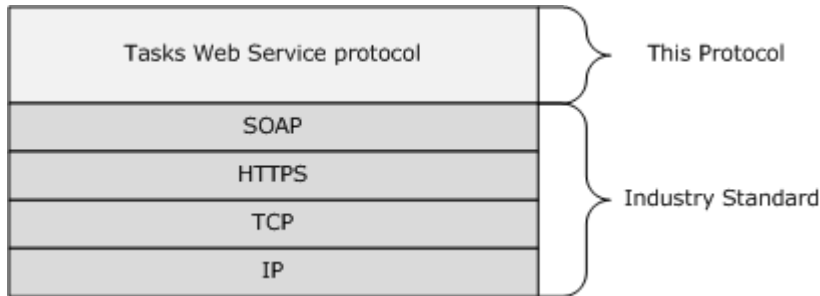 Tasks Web Service protocol
This Protocol
SOAP
HTTPS
TCP
IP
Industry Standard